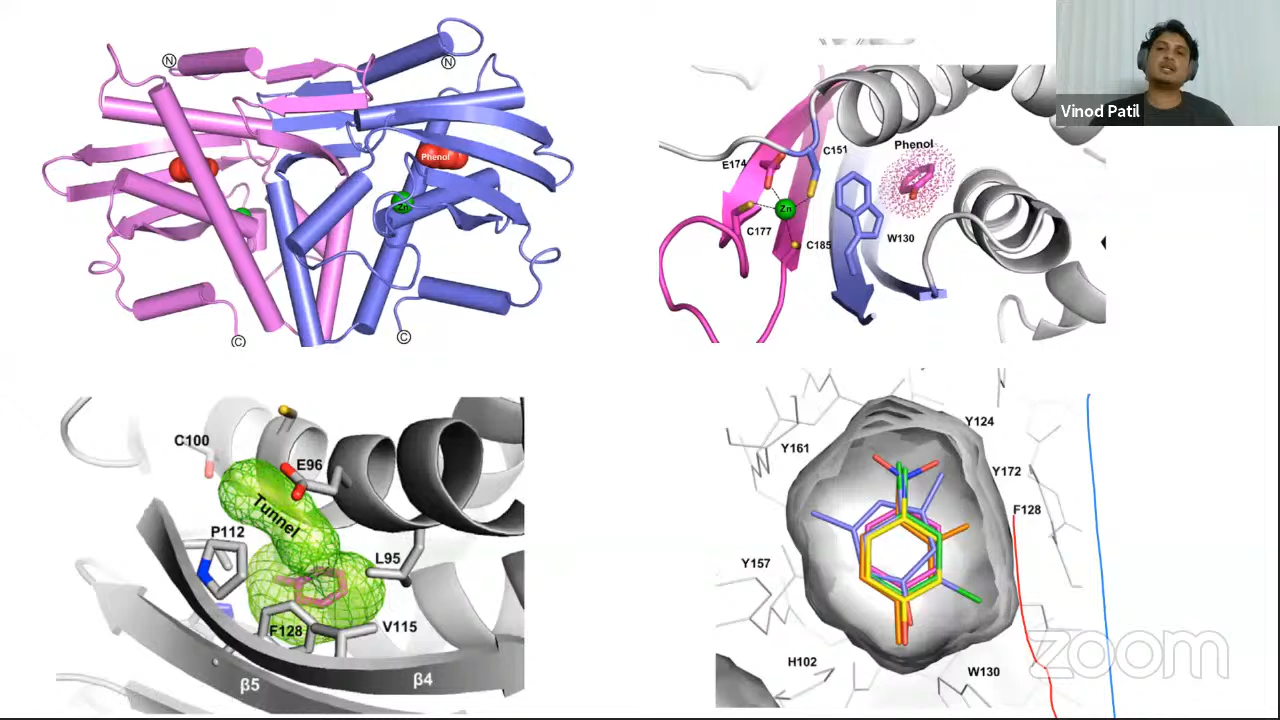 N
N
Phenol
Zn
C
C
C151
Phenol
E174
Zn
C177
C185
W130
Vinod Patil
C100
E96
Tunnel
P112
L95
F128
V115
β5
β4
Y124
Y161
Y172
F128
Y157
H102
W130
zoom